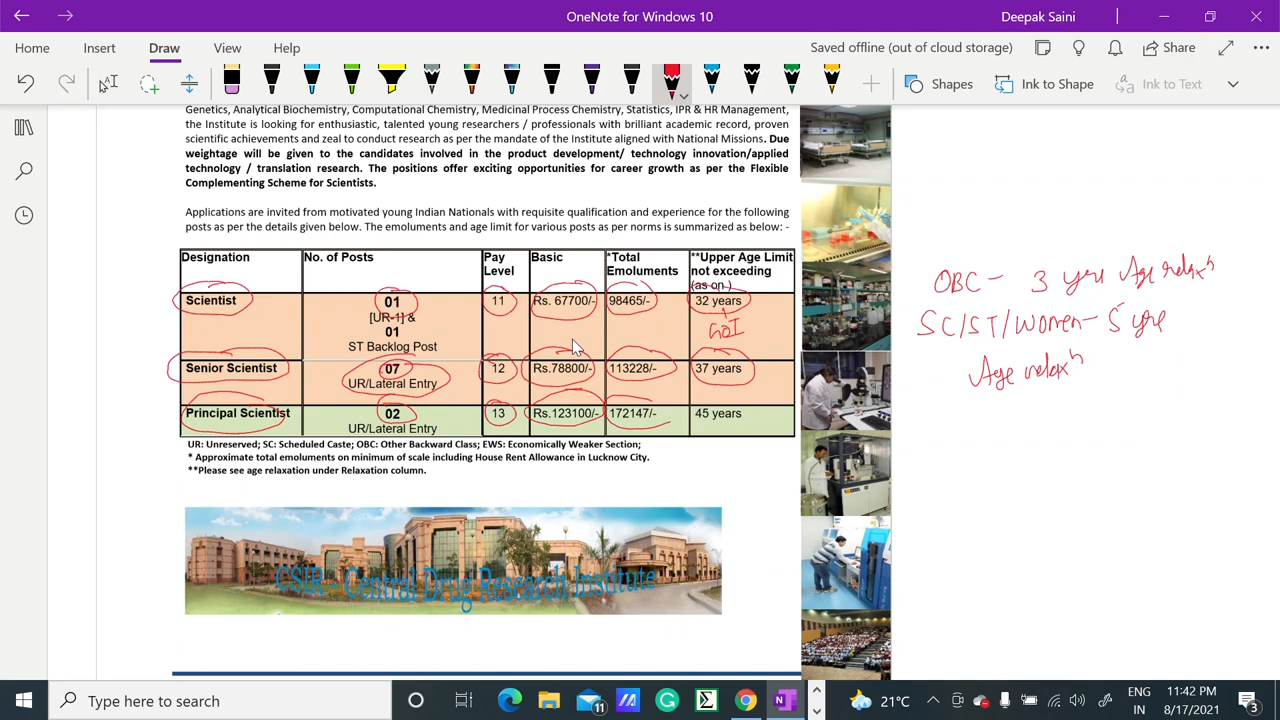 OneNote for Windows 10
Deepak Saini
Home Insert Draw View Help
Saved offline (out of cloud storage)
Share
Shapes
Ink to Shape
Ink to Text
Genetics, Analytical Biochemistry, Computational Chemistry, Medicinal Process Chemistry, Statistics, IPR & HR Management,
the Institute is looking for enthusiastic, talented young researchers / professionals with brilliant academic record, proven
scientific achievements and zeal to conduct research as per the mandate of the Institute aligned with National Missions. Due
weightage will be given to the candidates involved in the product development/ technology innovation/applied
technology / translation research. The positions offer exciting opportunities for career growth as per the Flexible
Complementing Scheme for Scientists.
Applications are invited from motivated young Indian Nationals with requisite qualification and experience for the following
posts as per the details given below. The emoluments and age limit for various posts as per norms is summarized as below: -
Designation No. of Posts Pay Level Basic *Total Emoluments **Upper Age Limit not exceeding (as on )
Scientist 01 [UR-1] & 01 ST Backlog Post 11 Rs. 67700/- 98465/- 32 years
GOI
Senior Scientist 07 UR/Lateral Entry 12 Rs.78800/- 113228/- 37 years
Principal Scientist 02 UR/Lateral Entry 13 Rs.123100/- 172147/- 45 years
UR: Unreserved; SC: Scheduled Caste; OBC: Other Backward Class; EWS: Economically Weaker Section;
* Approximate total emoluments on minimum of scale including House Rent Allowance in Lucknow City.
**Please see age relaxation under Relaxation column.
CSIR - Central Drug Research Institute
OBC - 3 yrs Age relaxn
SC/ST/Women - 5 yrs
Age relaxn
Type here to search
11
21°C
ENG
IN
11:42 PM
8/17/2021
3